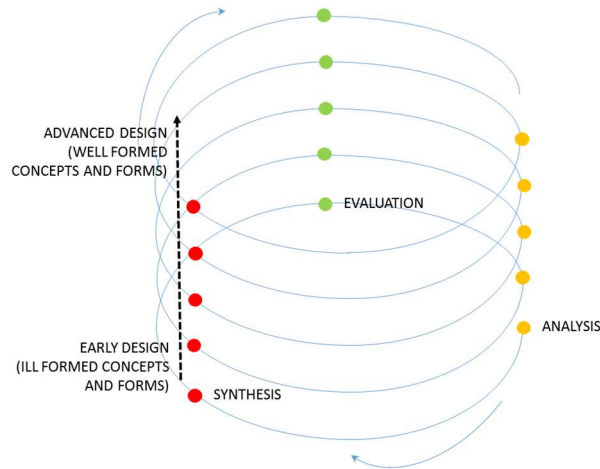 ADVANCED DESIGN
(WELL FORMED
CONCEPTS AND FORMS)
EVALUATION
ANALYSIS
EARLY DESIGN
(ILL FORMED CONCEPTS
AND FORMS)
SYNTHESIS